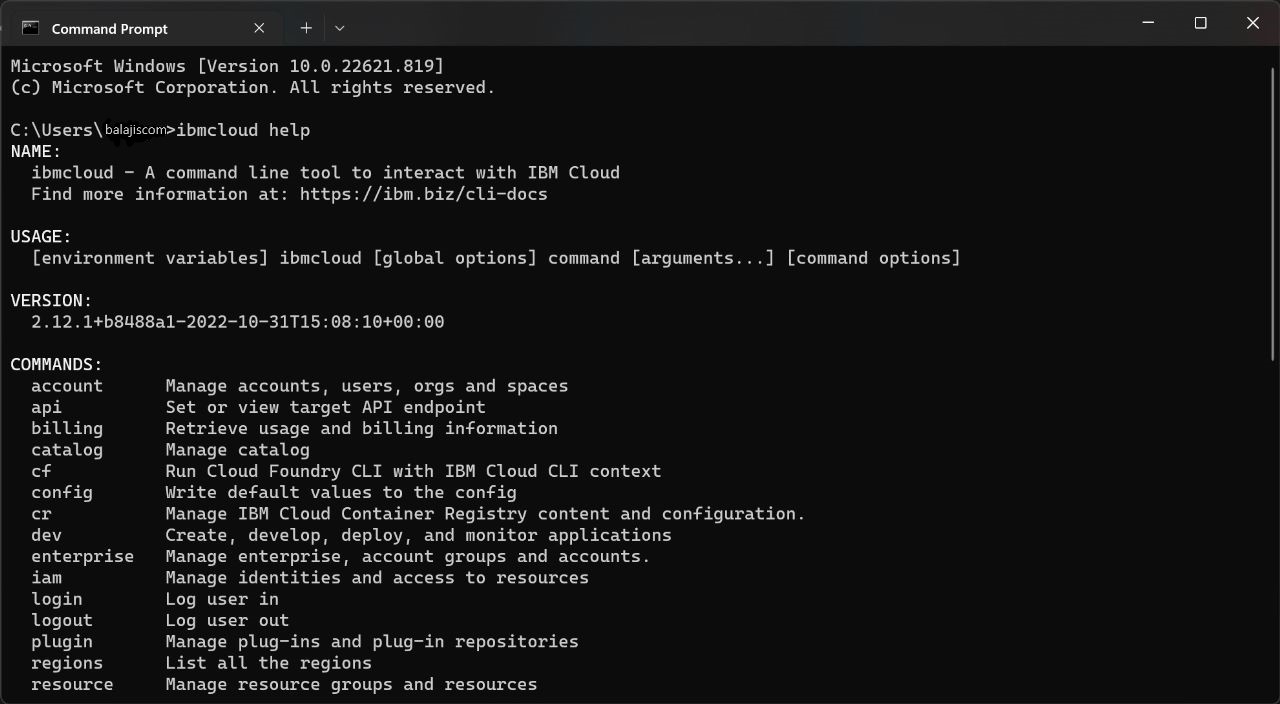 Command Prompt
Microsoft Windows [Version 10.0.22621.819]
(c) Microsoft Corporation. All rights reserved.
C:\Users\balajiscom>ibmcloud help
NAME:
ibmcloud - A command line tool to interact with IBM Cloud
Find more information at: https://ibm.biz/cli-docs
USAGE:
[environment variables] ibmcloud [global options] command [arguments...] [command options]
VERSION:
2.12.1+b8488a1-2022-10-31T15:08:10+00:00
COMMANDS:
account Manage accounts, users, orgs and spaces
api Set or view target API endpoint
billing Retrieve usage and billing information
catalog Manage catalog
cf Run Cloud Foundry CLI with IBM Cloud CLI context
config Write default values to the config
cr Manage IBM Cloud Container Registry content and configuration.
dev Create, develop, deploy, and monitor applications
enterprise Manage enterprise, account groups and accounts.
iam Manage identities and access to resources
login Log user in
logout Log user out
plugin Manage plug-ins and plug-in repositories
regions List all the regions
resource Manage resource groups and resources